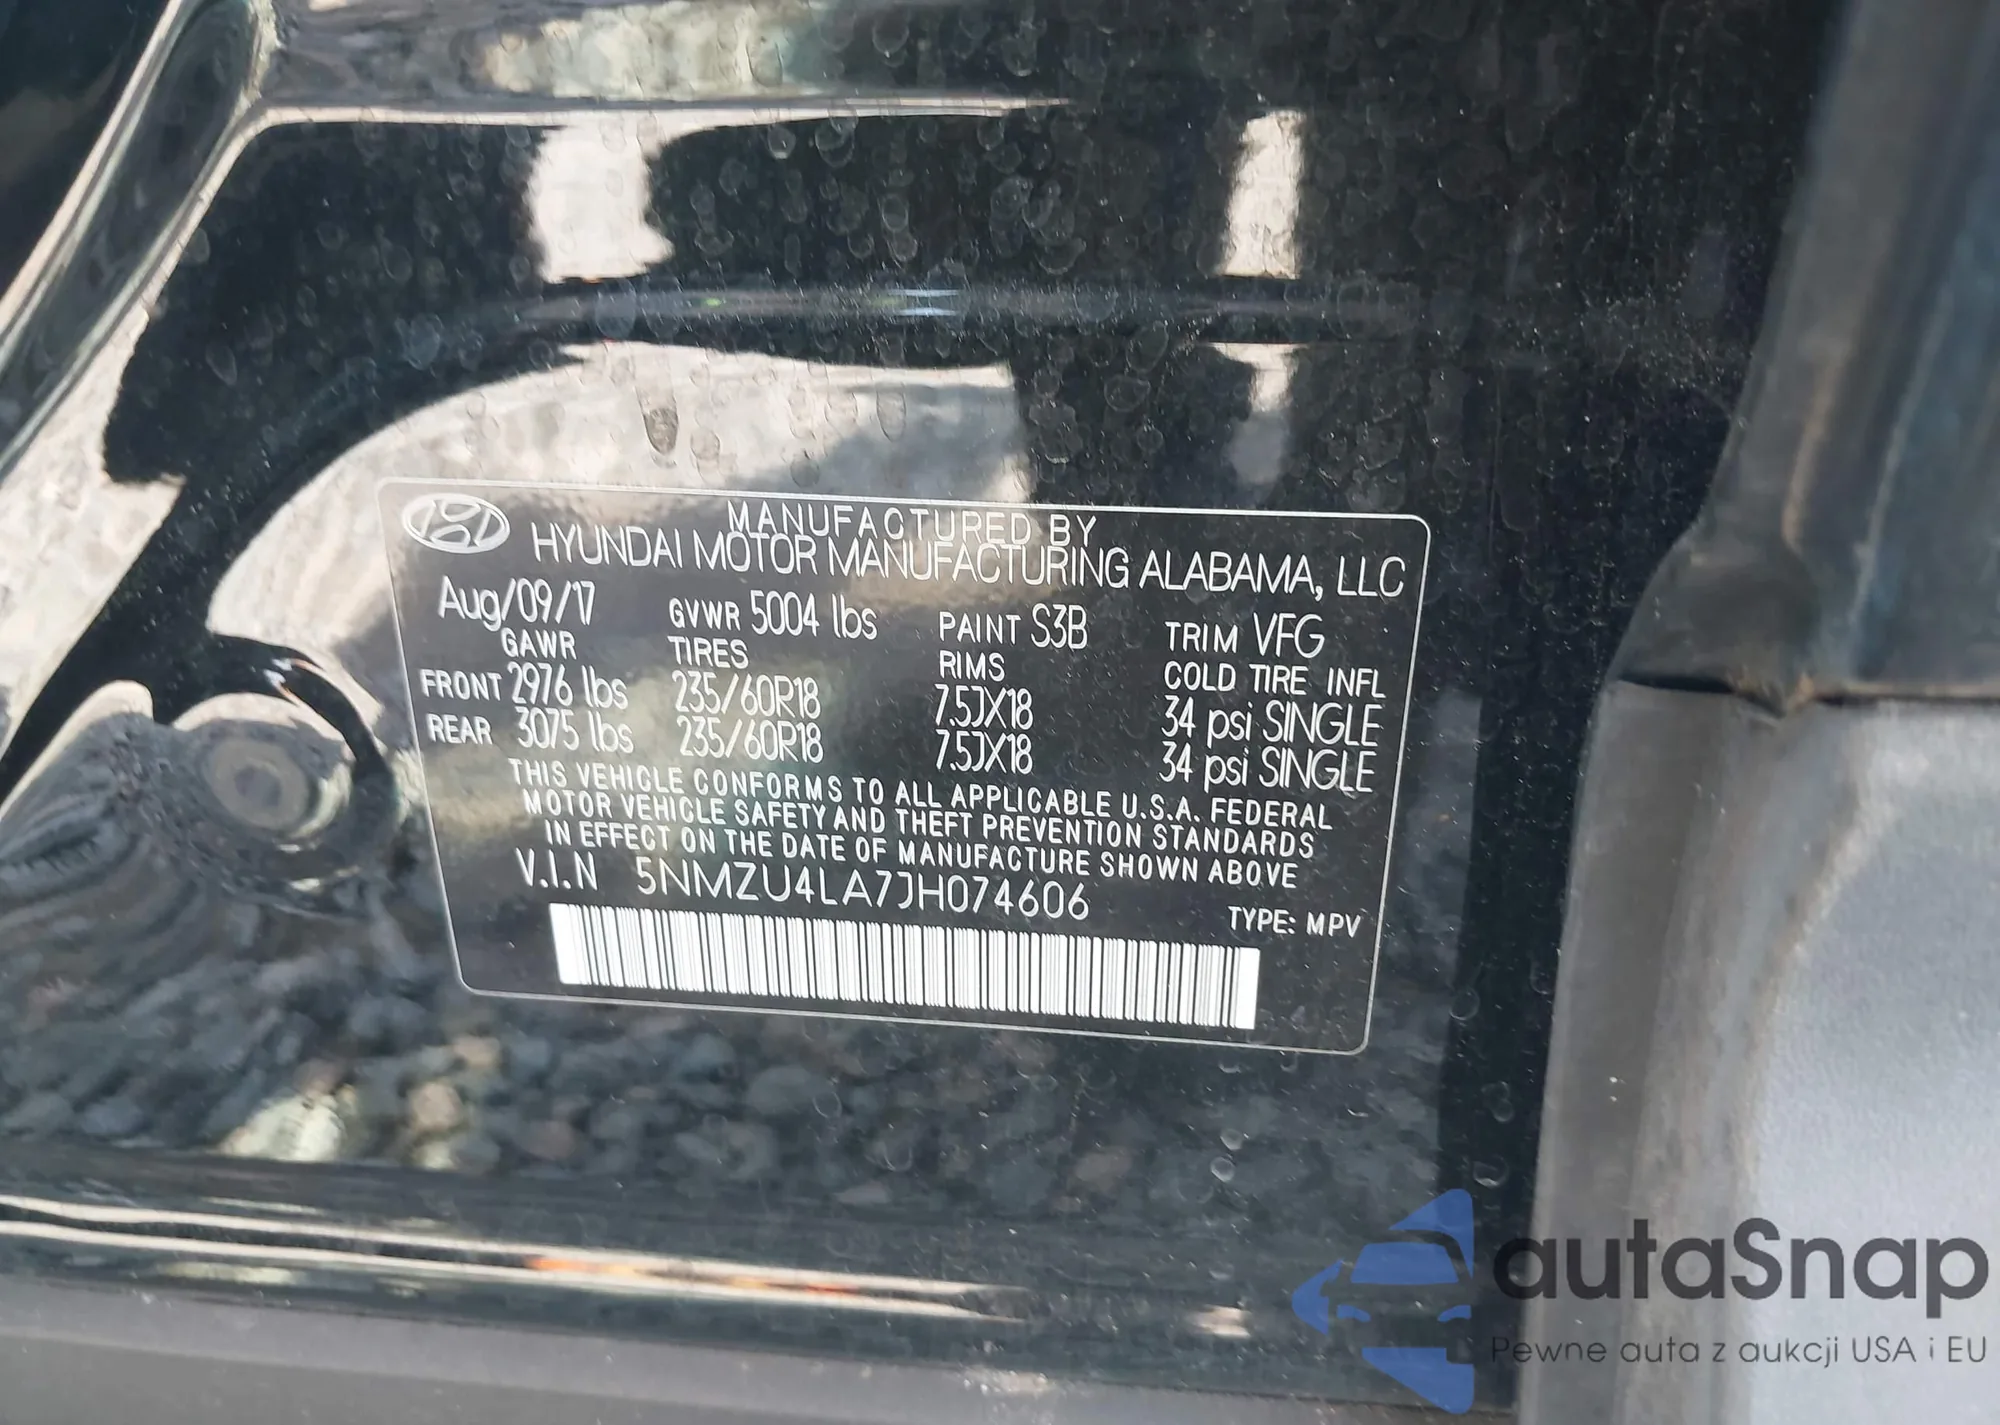 MANUFACTURED BY
HYUNDAI MOTOR MANUFACTURING ALABAMA, LLC
Aug/09/17 GVWR 5004 lbs PAINT S3B TRIM VFG
GAWR TIRES RIMS COLD TIRE INFL
FRONT 2976 lbs 235/60R18 7.5JX18 34 psi SINGLE
REAR 3075 lbs 235/60R18 7.5JX18 34 psi SINGLE
THIS VEHICLE CONFORMS TO ALL APPLICABLE U.S.A. FEDERAL
MOTOR VEHICLE SAFETY AND THEFT PREVENTION STANDARDS
IN EFFECT ON THE DATE OF MANUFACTURE SHOWN ABOVE
V.I.N 5NMZU4LA7JH074606 TYPE: MPV
autaSnap
Pewne auta z aukcji USA i EU